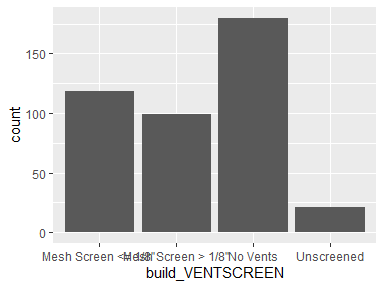 150
100
50
0
count
Mesh Screen <= 1/8" Mesh Screen > 1/8" No Vents Unscreened
build_VENTSCREEN